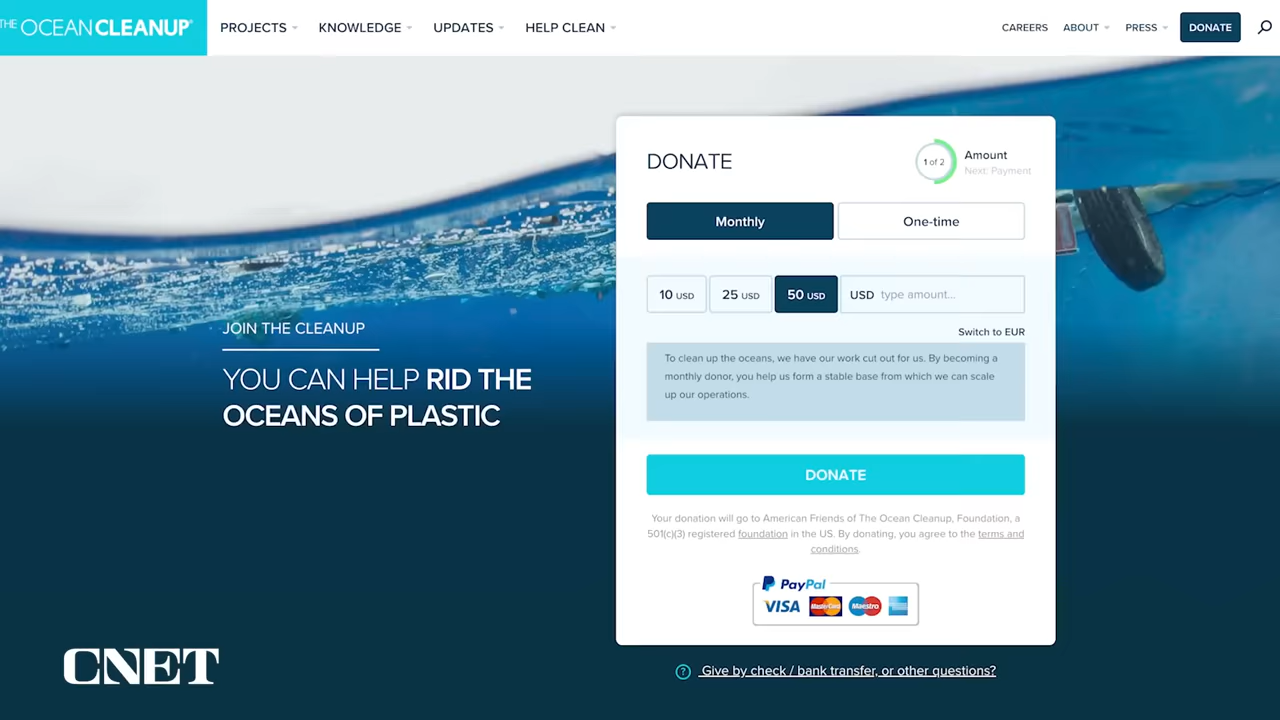 THE OCEAN CLEANUP®
PROJECTS
KNOWLEDGE
UPDATES
HELP CLEAN
CAREERS
ABOUT
PRESS
DONATE
DONATE
1 of 2
Amount
Next: Payment
Monthly
One-time
10 USD
25 USD
50 USD
USD type amount...
Switch to EUR
To clean up the oceans, we have our work cut out for us. By becoming a
monthly donor, you help us form a stable base from which we can scale
up our operations.
JOIN THE CLEANUP
YOU CAN HELP RID THE
OCEANS OF PLASTIC
DONATE
Your donation will go to American Friends of The Ocean Cleanup, Foundation, a
501(c)(3) registered foundation in the US. By donating, you agree to the terms and
conditions.
PayPal
VISA
MasterCard
Maestro
CNET
? Give by check / bank transfer, or other questions?